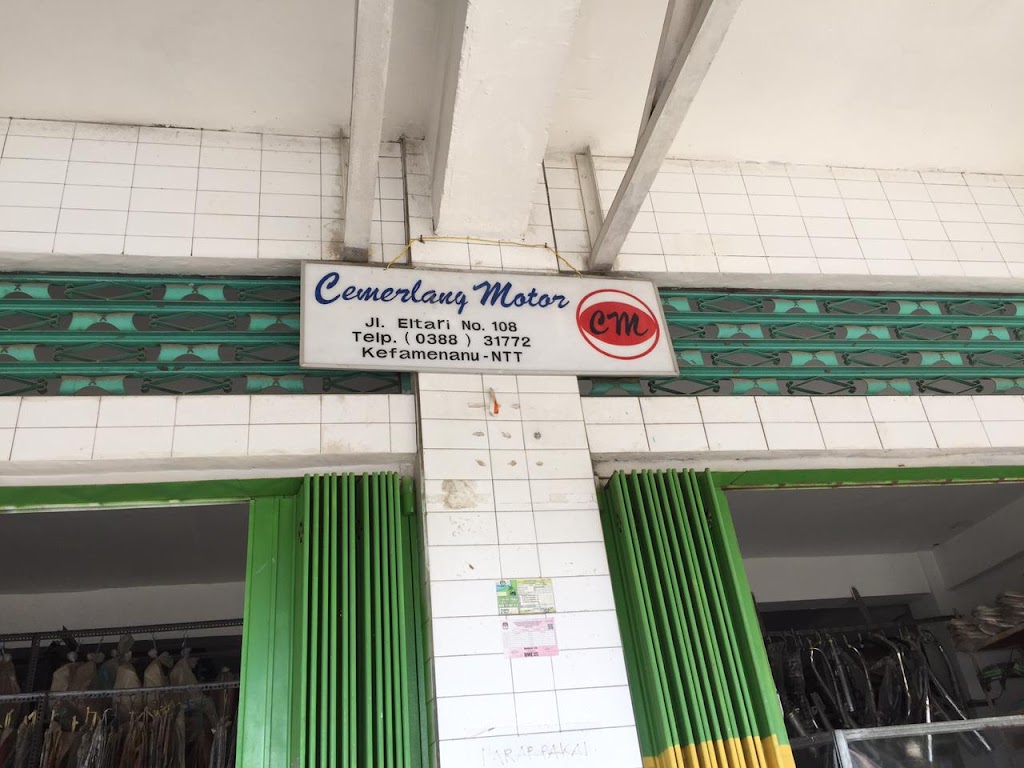 Cemerlang Motor
Jl. Eltari No. 108
Telp. ( 0388 ) 31772
Kefamenanu - NTT
CM